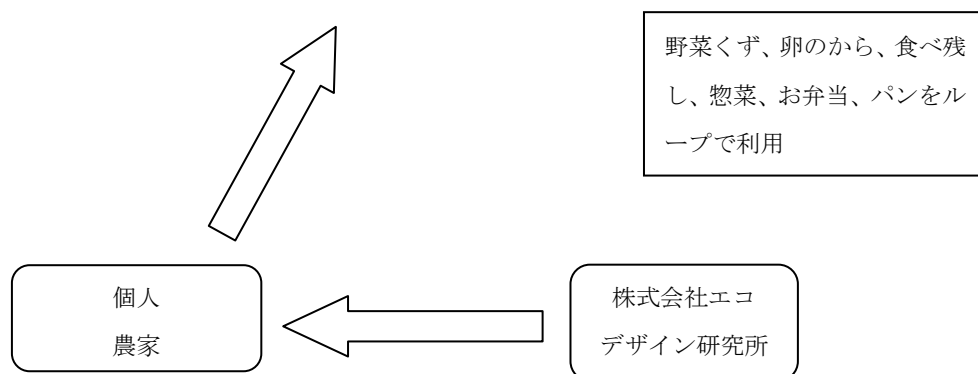 野菜くず、卵のから、食べ残
し、惣菜、お弁当、パンをル
ープで利用
個人
農家
株式会社エコ
デザイン研究所